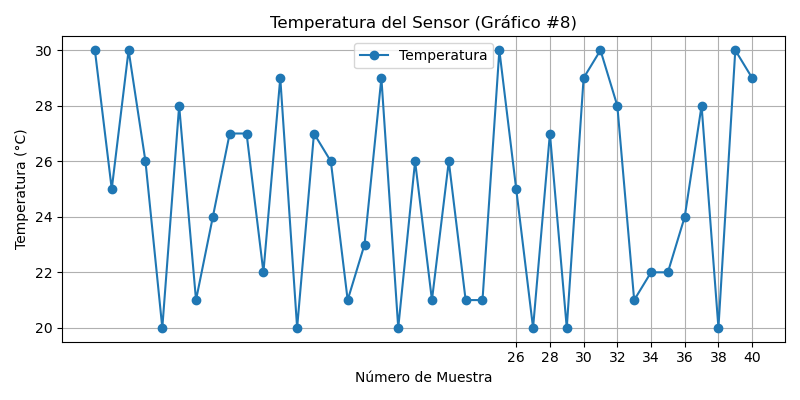 Temperatura del Sensor (Gráfico #8)
Temperatura
Temperatura (°C)
30
28
26
24
22
20
26 28 30 32 34 36 38 40
Número de Muestra